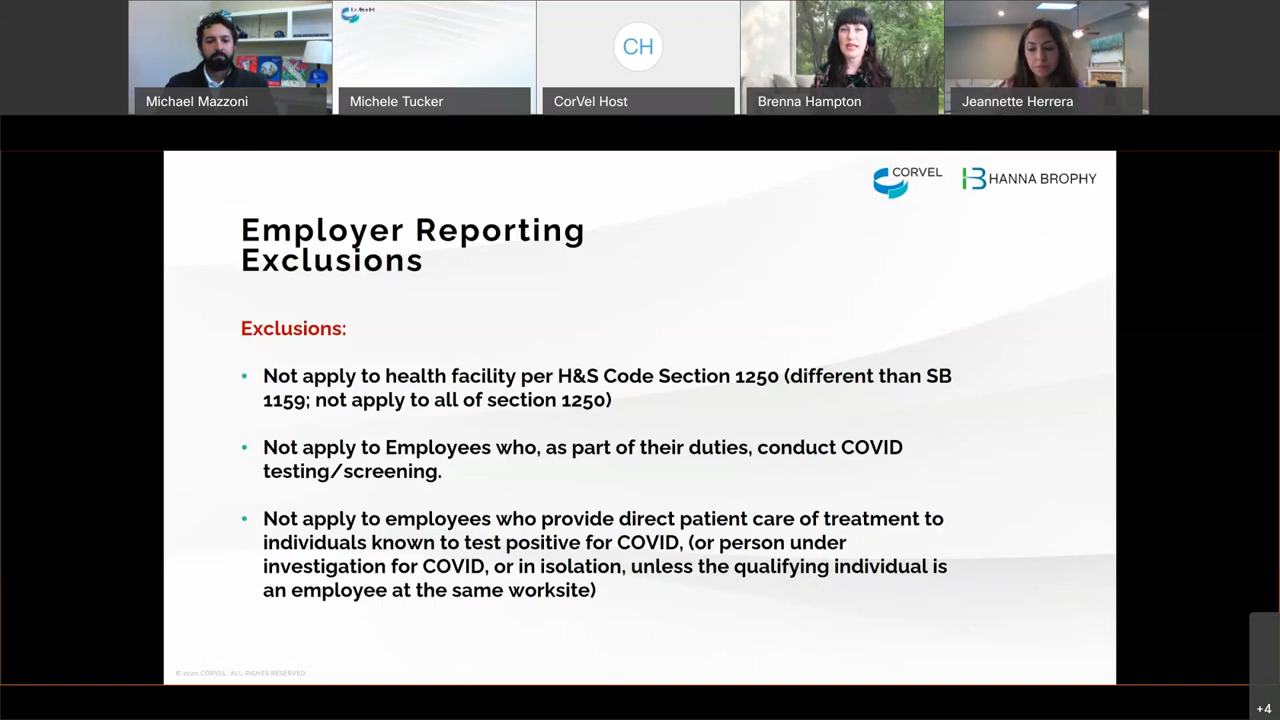 CH
Michael Mazzoni
Michele Tucker
CorVel Host
Brenna Hampton
Jeannette Herrera
CORVEL
HANNA BROPHY
Employer Reporting
Exclusions
Exclusions:
• Not apply to health facility per H&S Code Section 1250 (different than SB
1159; not apply to all of section 1250)
• Not apply to Employees who, as part of their duties, conduct COVID
testing/screening.
• Not apply to employees who provide direct patient care of treatment to
individuals known to test positive for COVID, (or person under
investigation for COVID, or in isolation, unless the qualifying individual is
an employee at the same worksite)
© 2020 CORVEL. ALL RIGHTS RESERVED.
+4